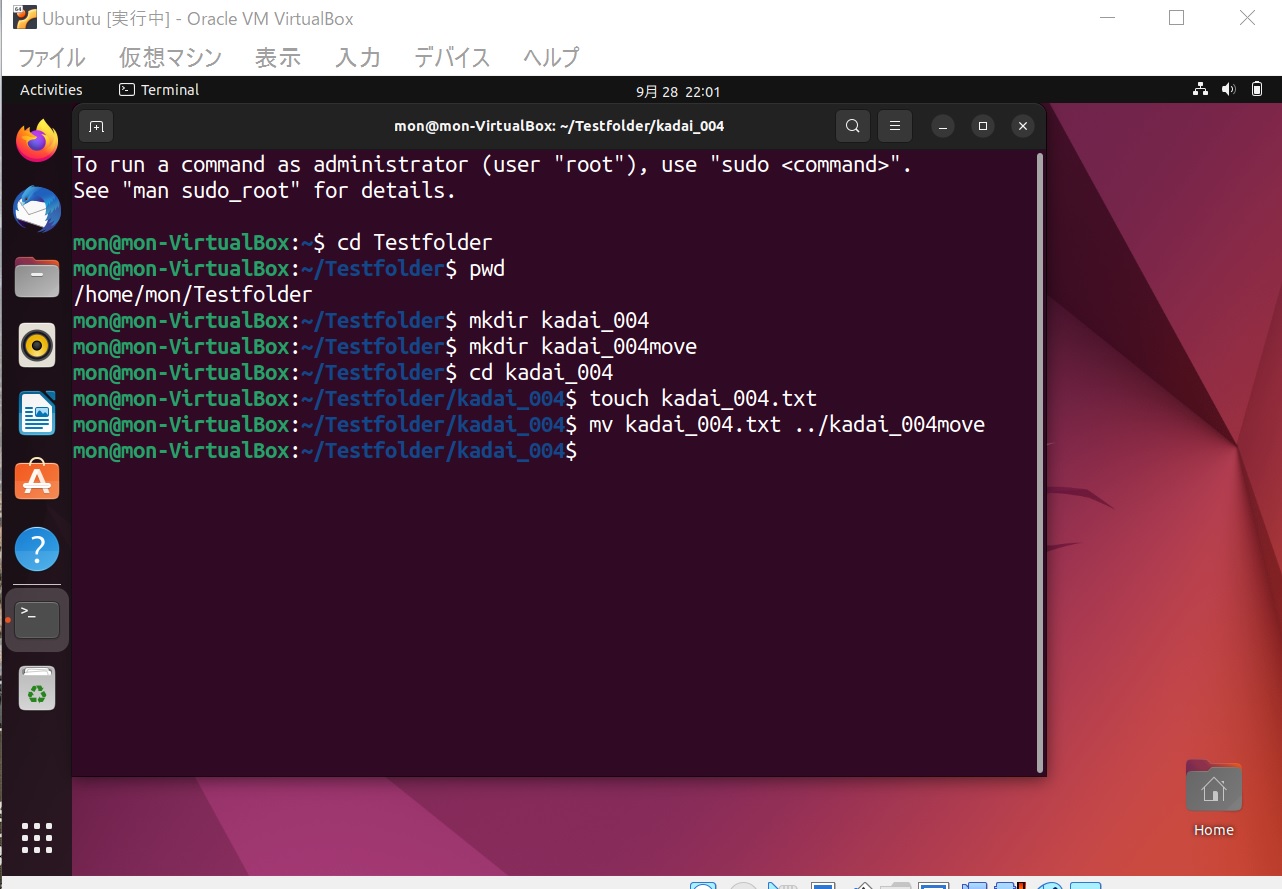 Ubuntu [実行中] - Oracle VM VirtualBox
ファイル 仮想マシン 表示 入力 デバイス ヘルプ
Activities Terminal 9月 28 22:01
mon@mon-VirtualBox: ~/Testfolder/kadai_004
To run a command as administrator (user "root"), use "sudo <command>".
See "man sudo_root" for details.
mon@mon-VirtualBox:~$ cd Testfolder
mon@mon-VirtualBox:~/Testfolder$ pwd
/home/mon/Testfolder
mon@mon-VirtualBox:~/Testfolder$ mkdir kadai_004
mon@mon-VirtualBox:~/Testfolder$ mkdir kadai_004move
mon@mon-VirtualBox:~/Testfolder$ cd kadai_004
mon@mon-VirtualBox:~/Testfolder/kadai_004$ touch kadai_004.txt
mon@mon-VirtualBox:~/Testfolder/kadai_004$ mv kadai_004.txt ../kadai_004move
mon@mon-VirtualBox:~/Testfolder/kadai_004$
Home